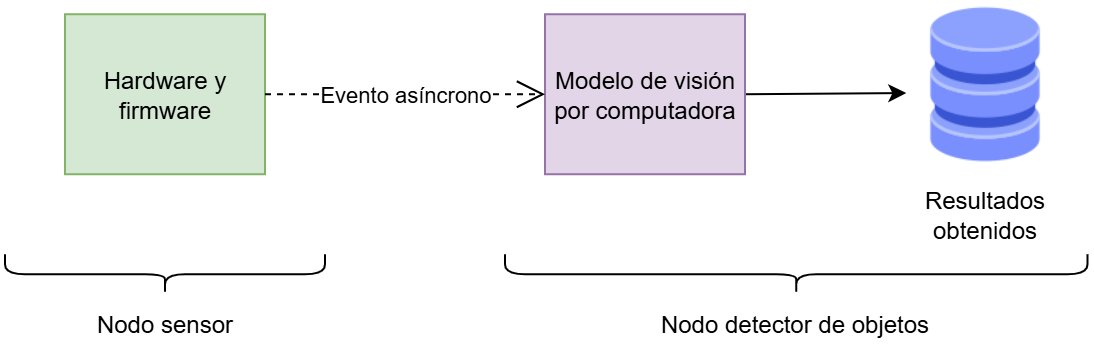 Hardware y
firmware
Evento asíncrono
Modelo de visión
por computadora
Resultados
obtenidos
Nodo sensor
Nodo detector de objetos